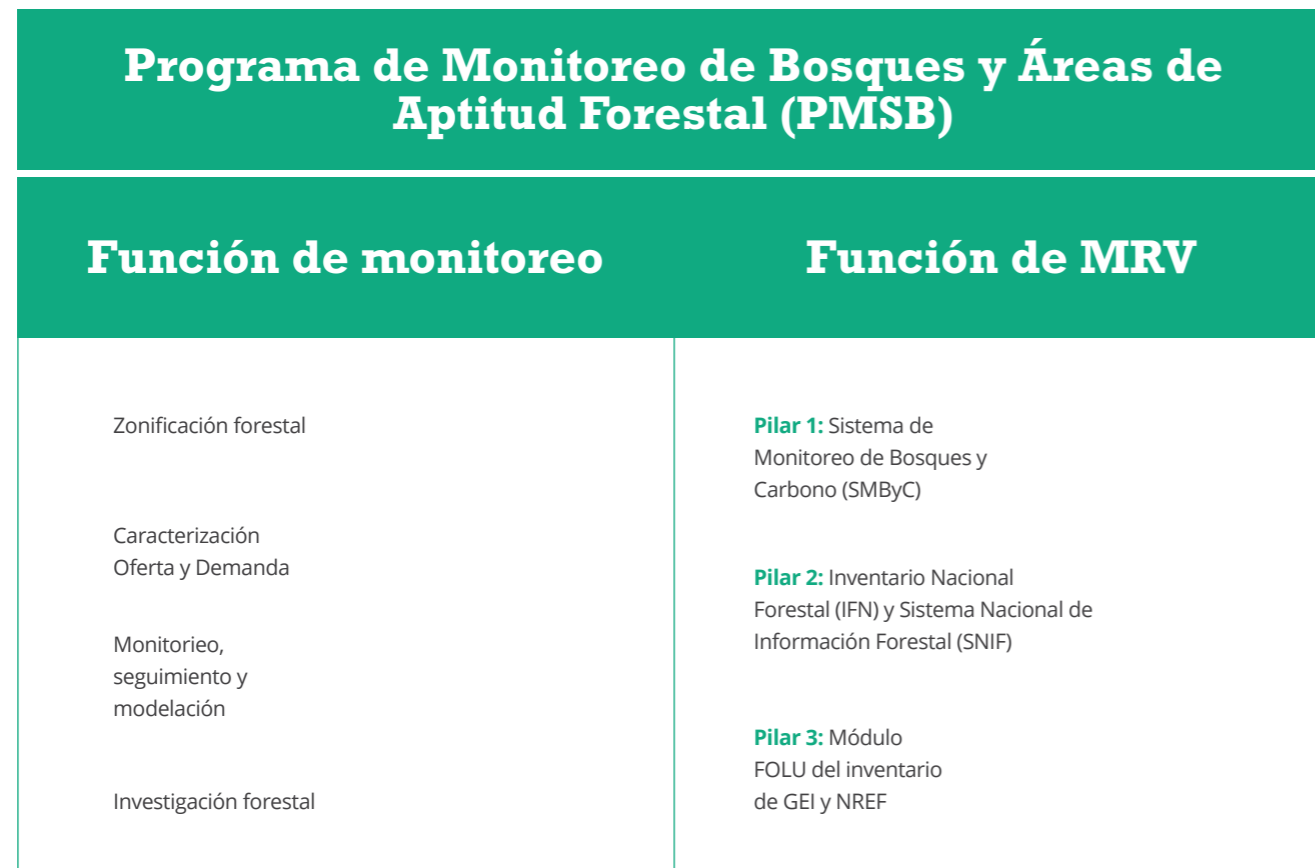 Programa de Monitoreo de Bosques y Áreas de
Aptitud Forestal (PMSB)
Función de monitoreo
Función de MRV
Zonificación forestal
Caracterización
Oferta y Demanda
Monitorieo,
seguimiento y
modelación
Investigación forestal
Pilar 1: Sistema de
Monitoreo de Bosques y
Carbono (SMByC)
Pilar 2: Inventario Nacional
Forestal (IFN) y Sistema Nacional de
Información Forestal (SNIF)
Pilar 3: Módulo
FOLU del inventario
de GEI y NREF